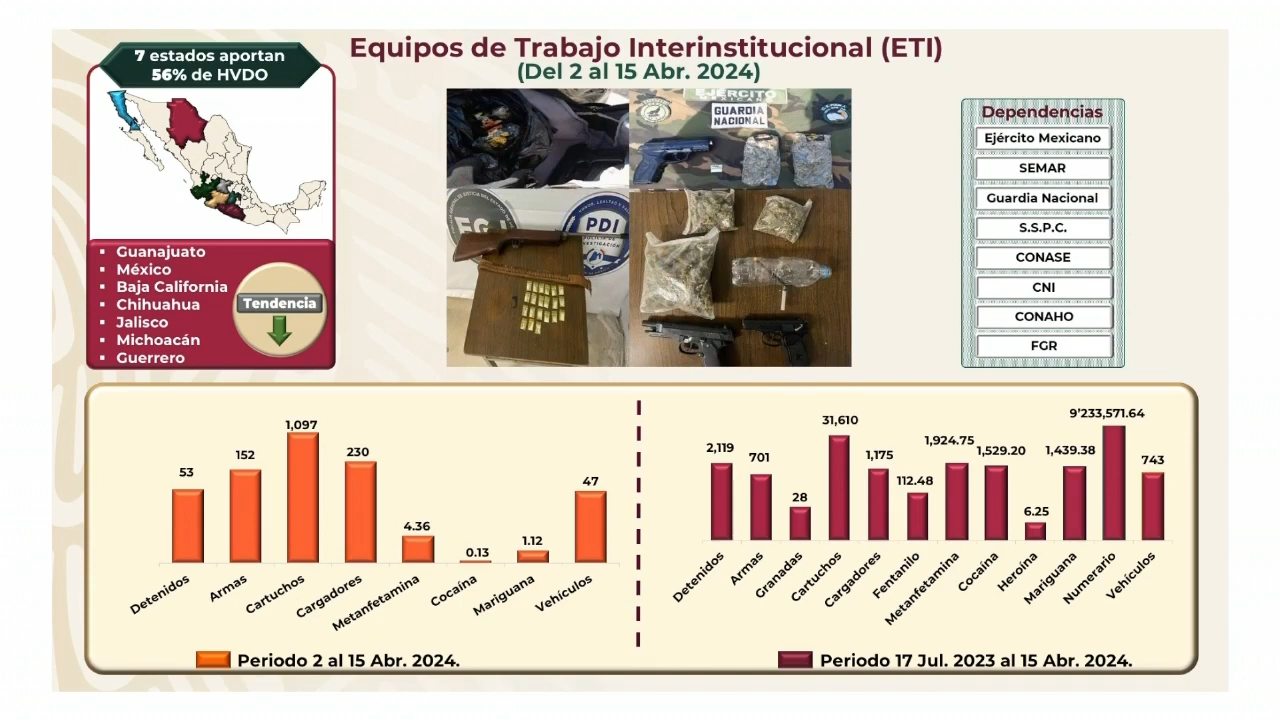 Equipos de Trabajo Interinstitucional (ETI)
(Del 2 al 15 Abr. 2024)
7 estados aportan
56% de HVDO
▪ Guanajuato
▪ México
▪ Baja California
▪ Chihuahua
▪ Jalisco
▪ Michoacán
▪ Guerrero
Tendencia
EJÉRCITO
GUARDIA
NACIONAL
PDI
Dependencias
Ejército Mexicano
SEMAR
Guardia Nacional
S.S.P.C.
CONASE
CNI
CONAHO
FGR
53
152
1,097
230
4.36
0.13
1.12
47
Detenidos
Armas
Cartuchos
Cargadores
Metanfetamina
Cocaína
Mariguana
Vehículos
Periodo 2 al 15 Abr. 2024.
2,119
701
28
31,610
1,175
112.48
1,924.75
1,529.20
6.25
1,439.38
9'233,571.64
743
Detenidos
Armas
Granadas
Cartuchos
Cargadores
Fentanilo
Metanfetamina
Cocaína
Heroína
Mariguana
Numerario
Vehículos
Periodo 17 Jul. 2023 al 15 Abr. 2024.